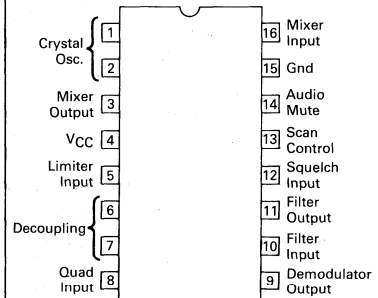 Crystal
Osc.
1
2
Mixer
Output
3
VCC
4
Limiter
Input
5
Decoupling
6
7
Quad
Input
8
16
Mixer
Input
15
Gnd
14
Audio
Mute
13
Scan
Control
12
Squelch
Input
11
Filter
Output
10
Filter
Input
9
Demodulator
Output